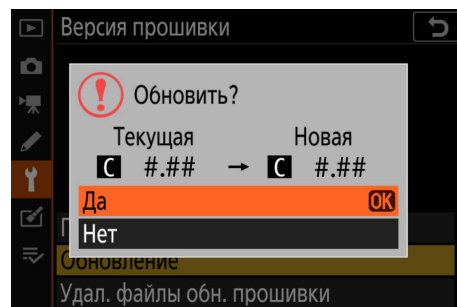 Версия прошивки
Обновить?
Текущая Новая
C #.## → C #.##
Да OK
Нет
Обновление
Удал. файлы обн. прошивки